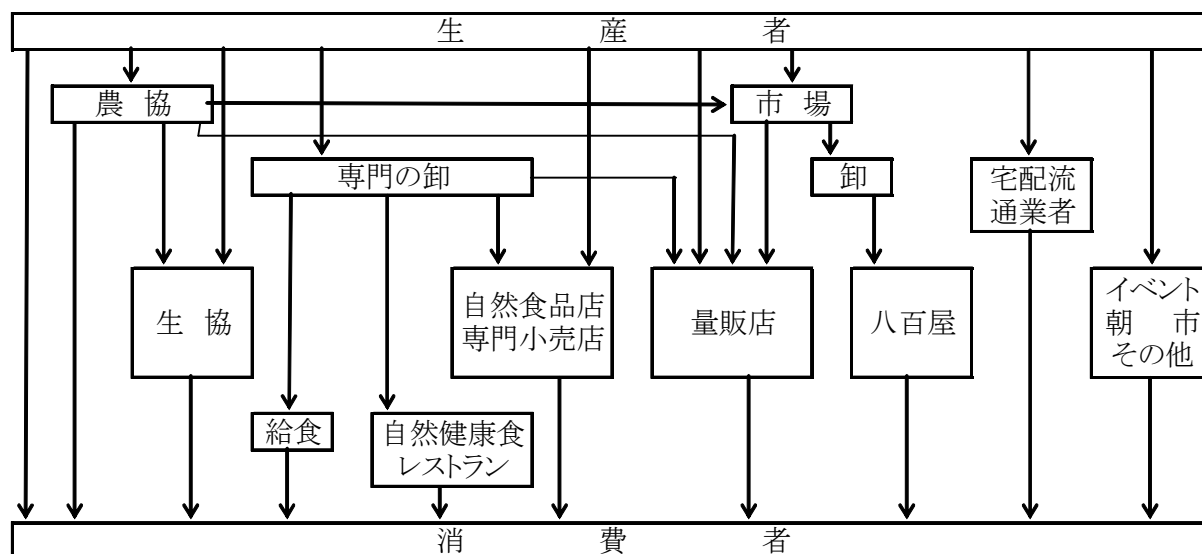 生産者
農協
市場
専門の卸
卸
宅配流
通業者
生協
自然食品店
専門小売店
量販店
八百屋
イベント
朝市
その他
給食
自然健康食
レストラン
消費者